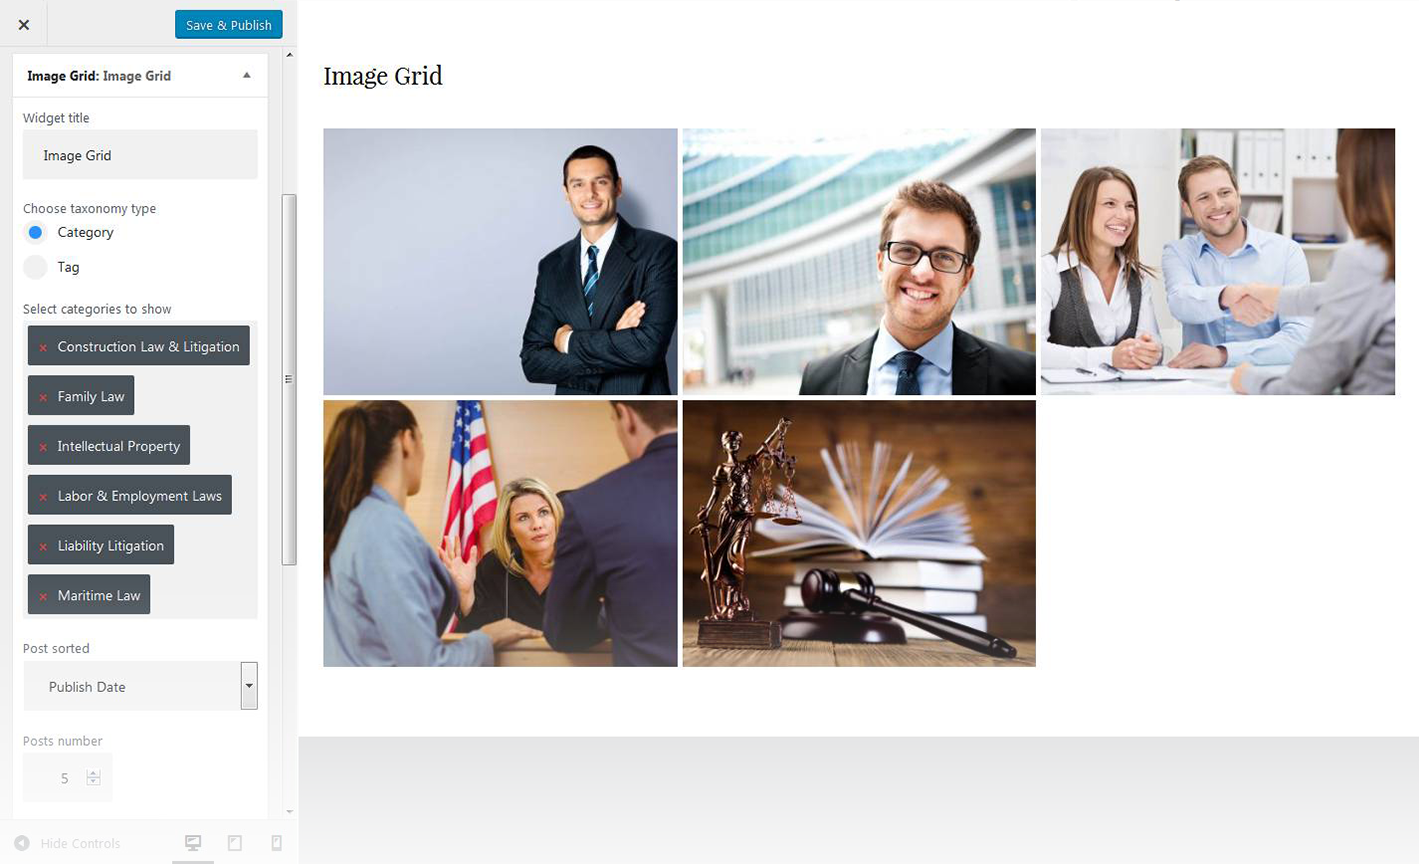 × Save & Publish
Image Grid: Image Grid
Widget title
Image Grid
Choose taxonomy type
Category
Tag
Select categories to show
× Construction Law & Litigation
× Family Law
× Intellectual Property
× Labor & Employment Laws
× Liability Litigation
× Maritime Law
Post sorted
Publish Date
Posts number
5
Hide Controls
Image Grid